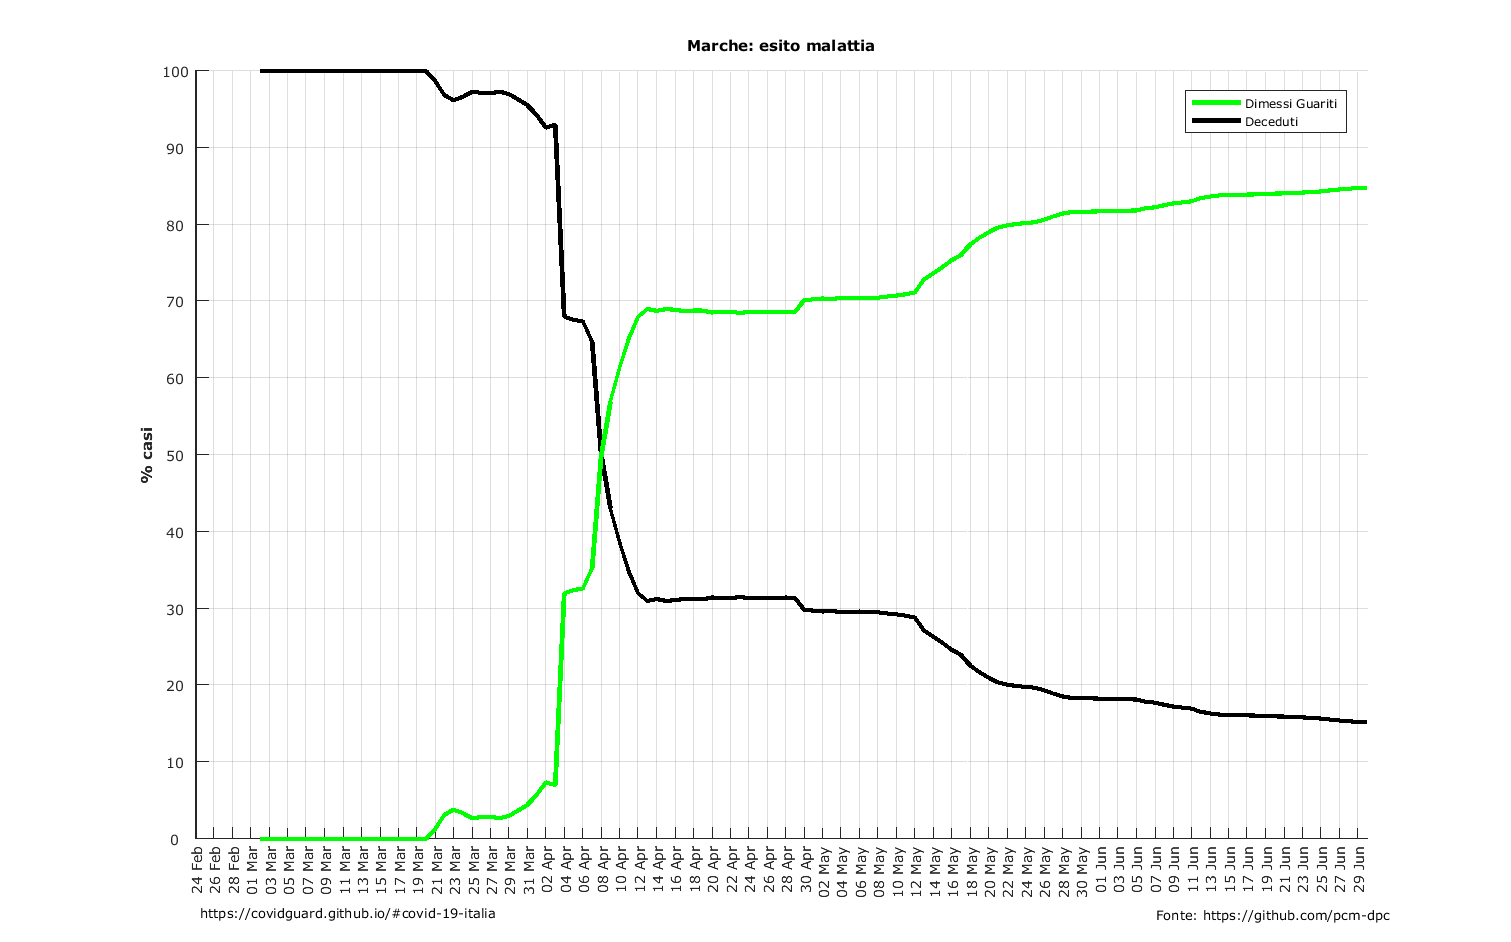 Marche: esito malattia
Dimessi Guariti
Deceduti
% casi
100
90
80
70
60
50
40
30
20
10
0
24 Feb
26 Feb
28 Feb
01 Mar
03 Mar
05 Mar
07 Mar
09 Mar
11 Mar
13 Mar
15 Mar
17 Mar
19 Mar
21 Mar
23 Mar
25 Mar
27 Mar
29 Mar
31 Mar
02 Apr
04 Apr
06 Apr
08 Apr
10 Apr
12 Apr
14 Apr
16 Apr
18 Apr
20 Apr
22 Apr
24 Apr
26 Apr
28 Apr
30 Apr
02 May
04 May
06 May
08 May
10 May
12 May
14 May
16 May
18 May
20 May
22 May
24 May
26 May
28 May
30 May
01 Jun
03 Jun
05 Jun
07 Jun
09 Jun
11 Jun
13 Jun
15 Jun
17 Jun
19 Jun
21 Jun
23 Jun
25 Jun
27 Jun
29 Jun
https://covidguard.github.io/#covid-19-italia
Fonte: https://github.com/pcm-dpc